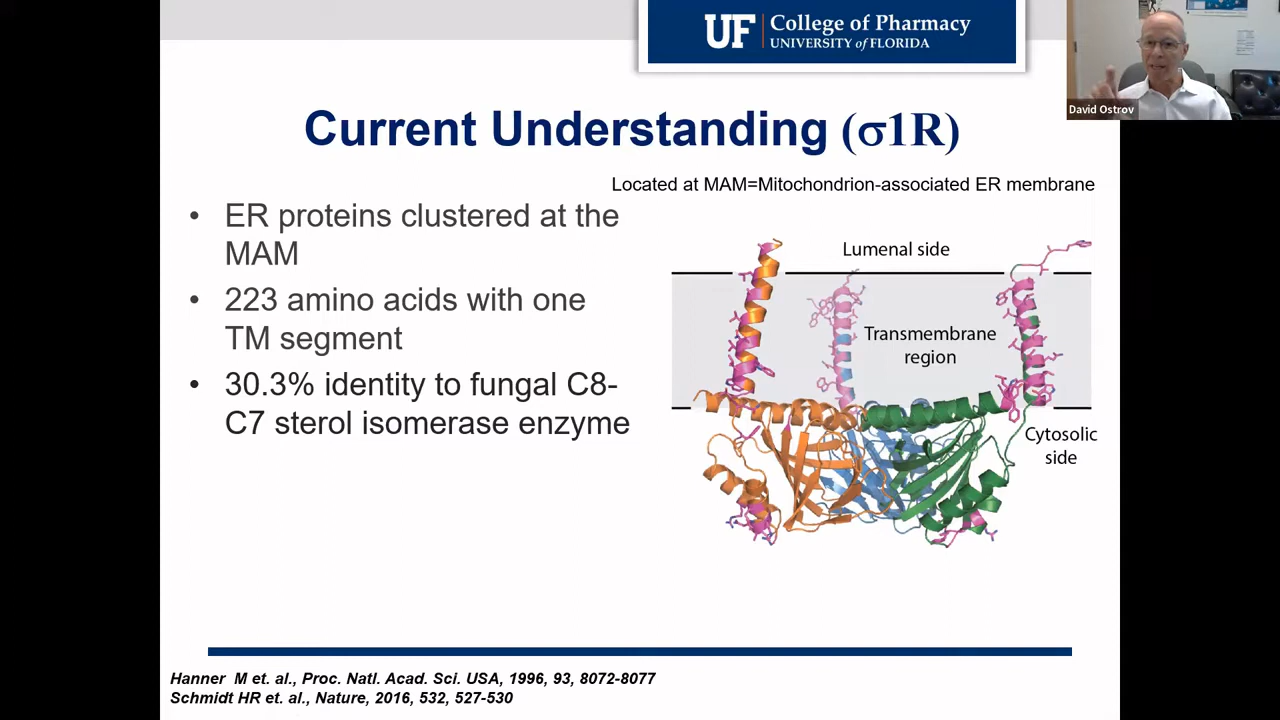 UF College of Pharmacy
UNIVERSITY of FLORIDA
David Ostrov
Current Understanding (σ1R)
Located at MAM=Mitochondrion-associated ER membrane
• ER proteins clustered at the
MAM
• 223 amino acids with one
TM segment
• 30.3% identity to fungal C8-
C7 sterol isomerase enzyme
Lumenal side
Transmembrane
region
Cytosolic
side
Hanner M et. al., Proc. Natl. Acad. Sci. USA, 1996, 93, 8072-8077
Schmidt HR et. al., Nature, 2016, 532, 527-530